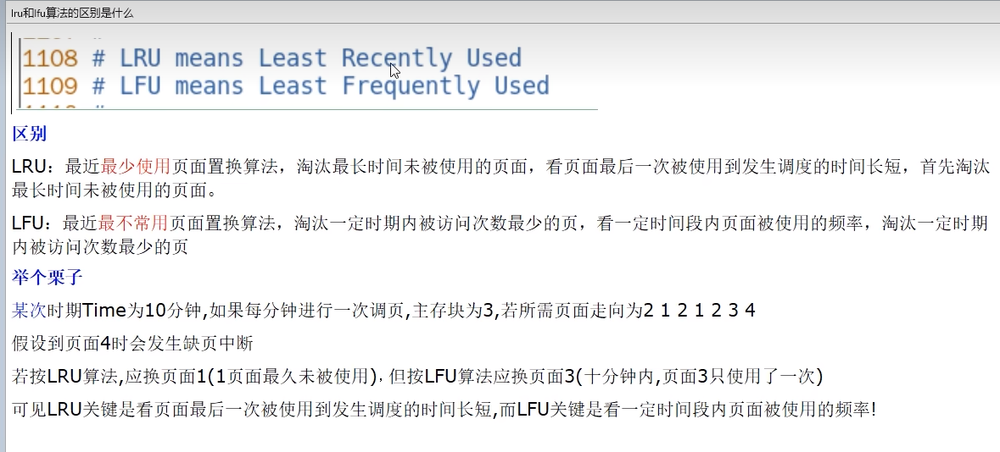 lru和lfu算法的区别是什么
1108 # LRU means Least Recently Used
1109 # LFU means Least Frequently Used
区别
LRU：最近最少使用页面置换算法，淘汰最长时间未被使用的页面，看页面最后一次被使用到发生调度的时间长短，首先淘汰
最长时间未被使用的页面。
LFU：最近最不常用页面置换算法，淘汰一定时期内被访问次数最少的页，看一定时间段内页面被使用的频率，淘汰一定时期
内被访问次数最少的页
举个栗子
某次时期Time为10分钟,如果每分钟进行一次调页,主存块为3,若所需页面走向为2 1 2 1 2 3 4
假设到页面4时会发生缺页中断
若按LRU算法,应换页面1(1页面最久未被使用)，但按LFU算法应换页面3(十分钟内,页面3只使用了一次)
可见LRU关键是看页面最后一次被使用到发生调度的时间长短,而LFU关键是看一定时间段内页面被使用的频率!